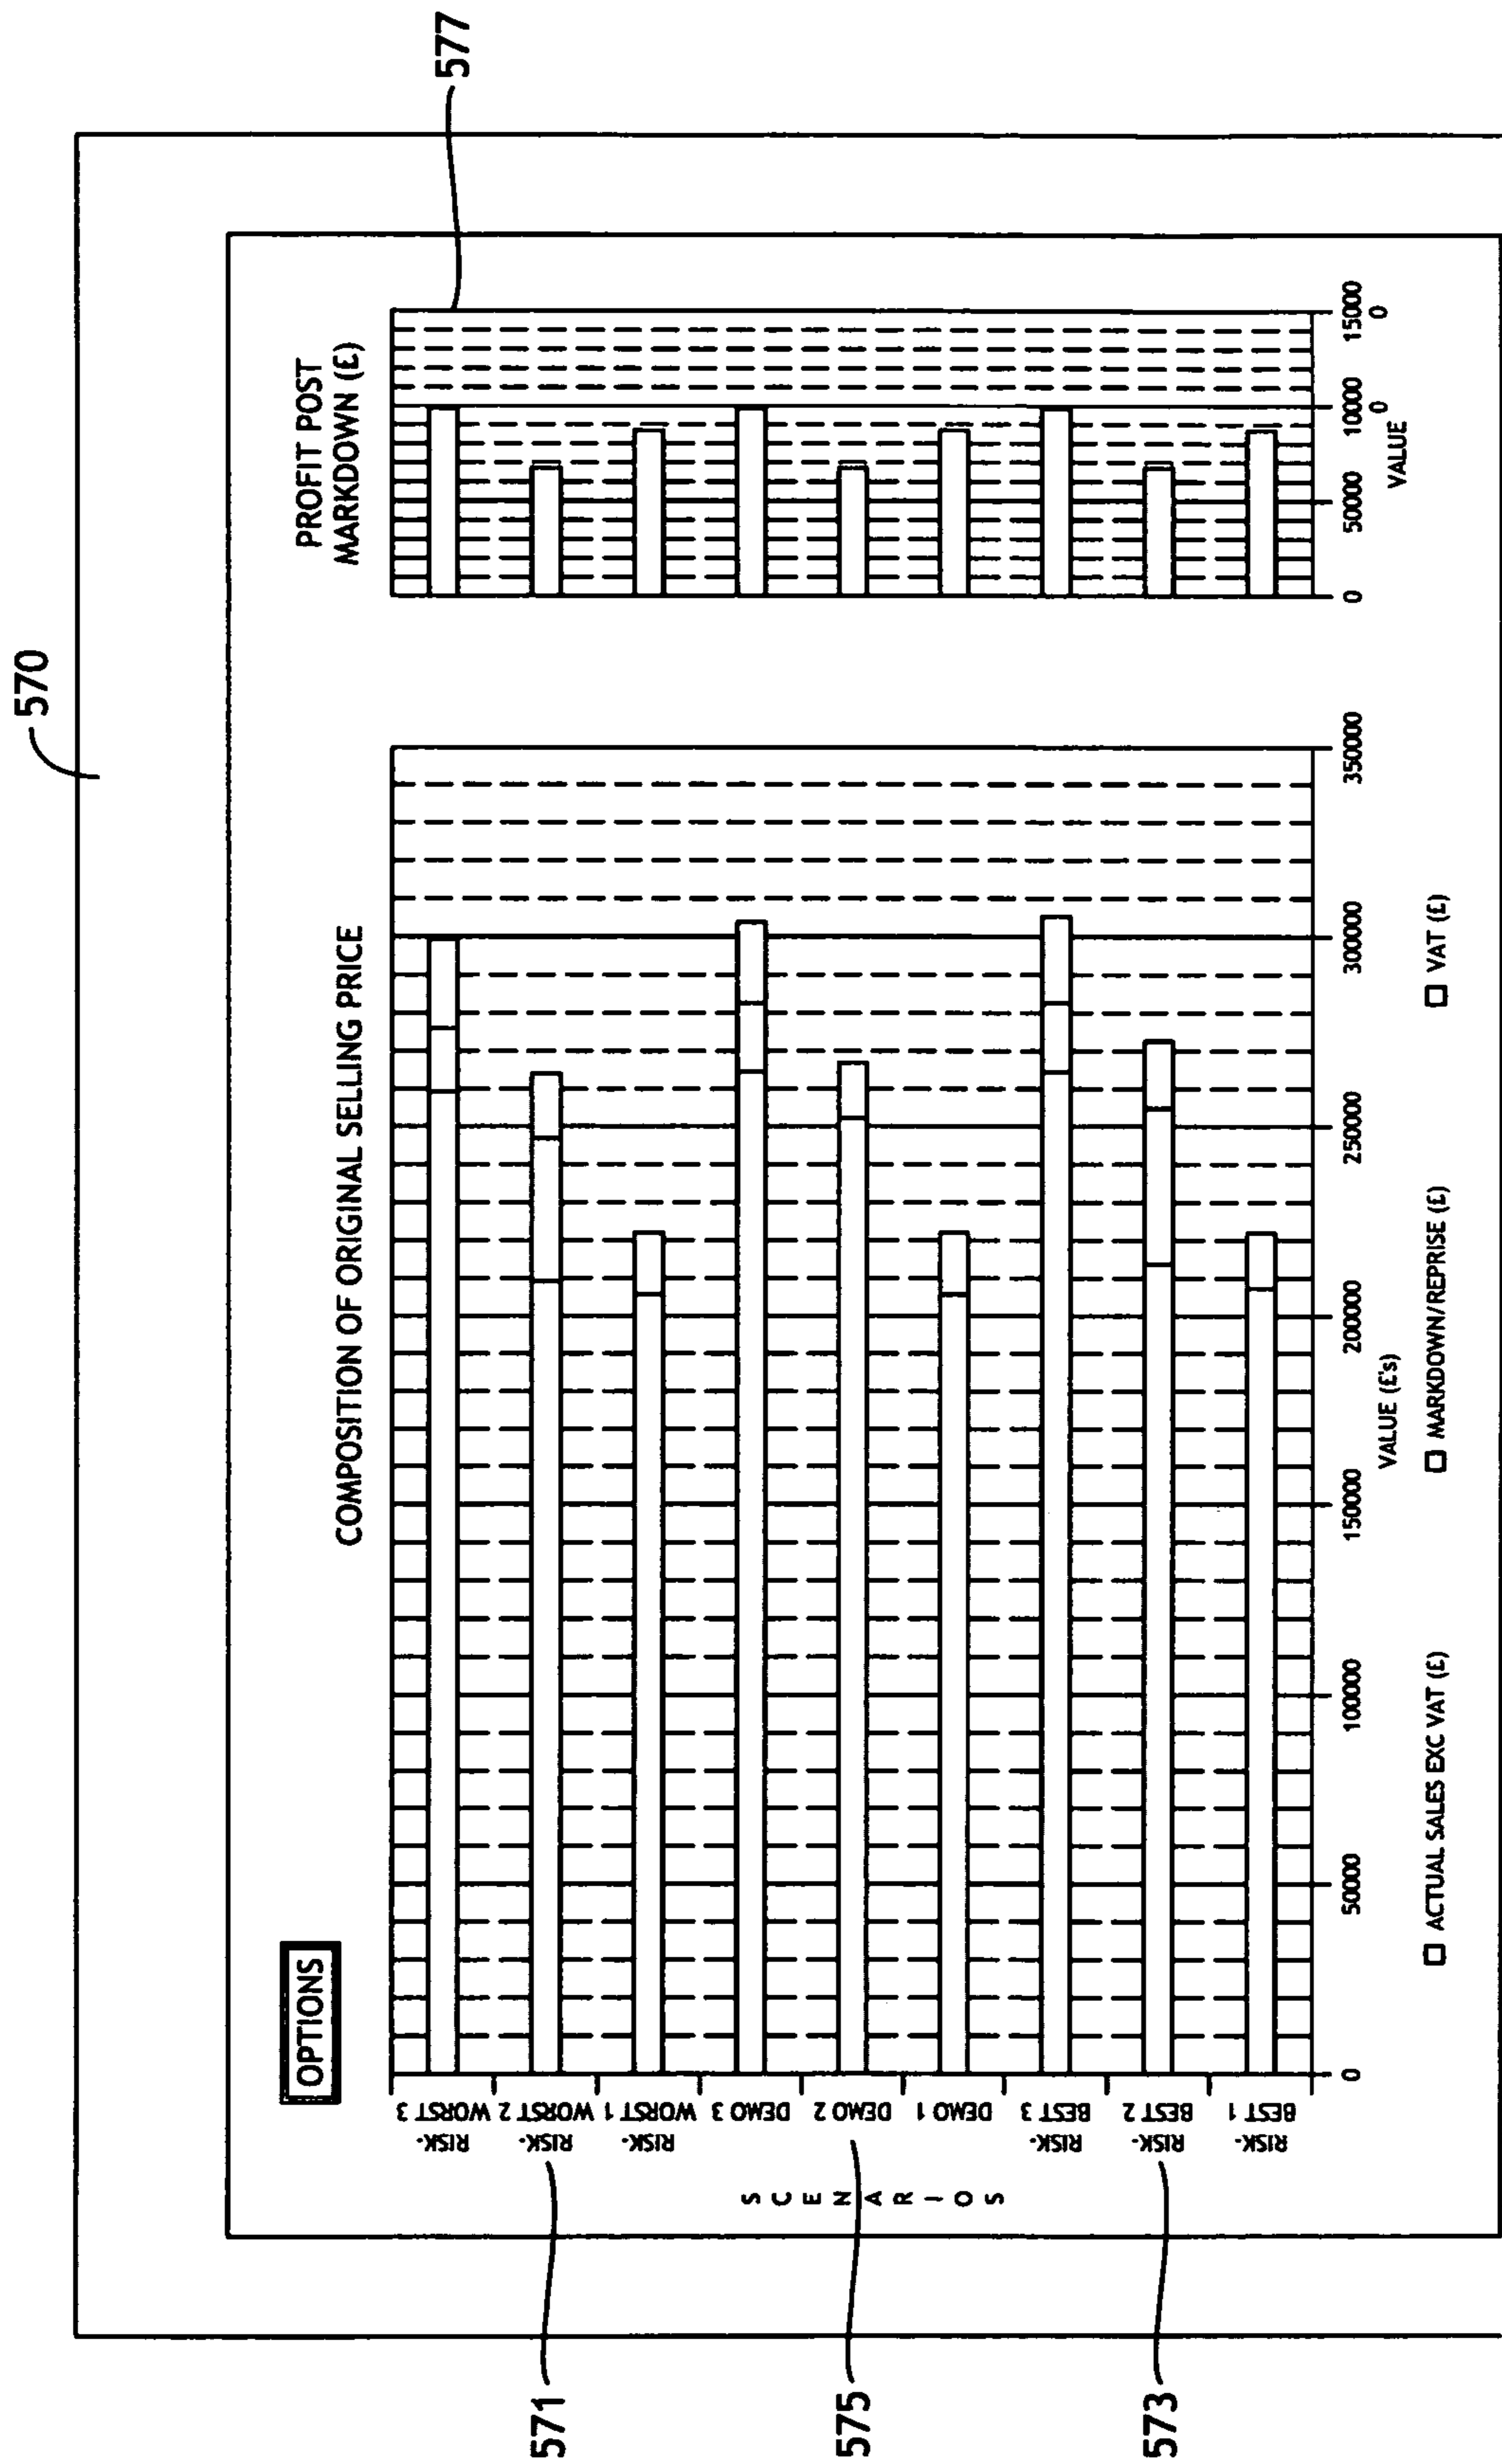 570
577
OPTIONS
COMPOSITION OF ORIGINAL SELLING PRICE
PROFIT POST
MARKDOWN (£)
571
575
573
SCENARIOS
RISK-
WORST 3
RISK-
WORST 2
RISK-
WORST 1
DEMO 3
DEMO 2
DEMO 1
RISK-
BEST 3
RISK-
BEST 2
RISK-
BEST 1
0 50000 100000 150000 200000 250000 300000 350000
VALUE (£'s)
0 50000 10000 15000
0 0
VALUE
ACTUAL SALES EXC VAT (£) MARKDOWN/REPRISE (£) VAT (£)